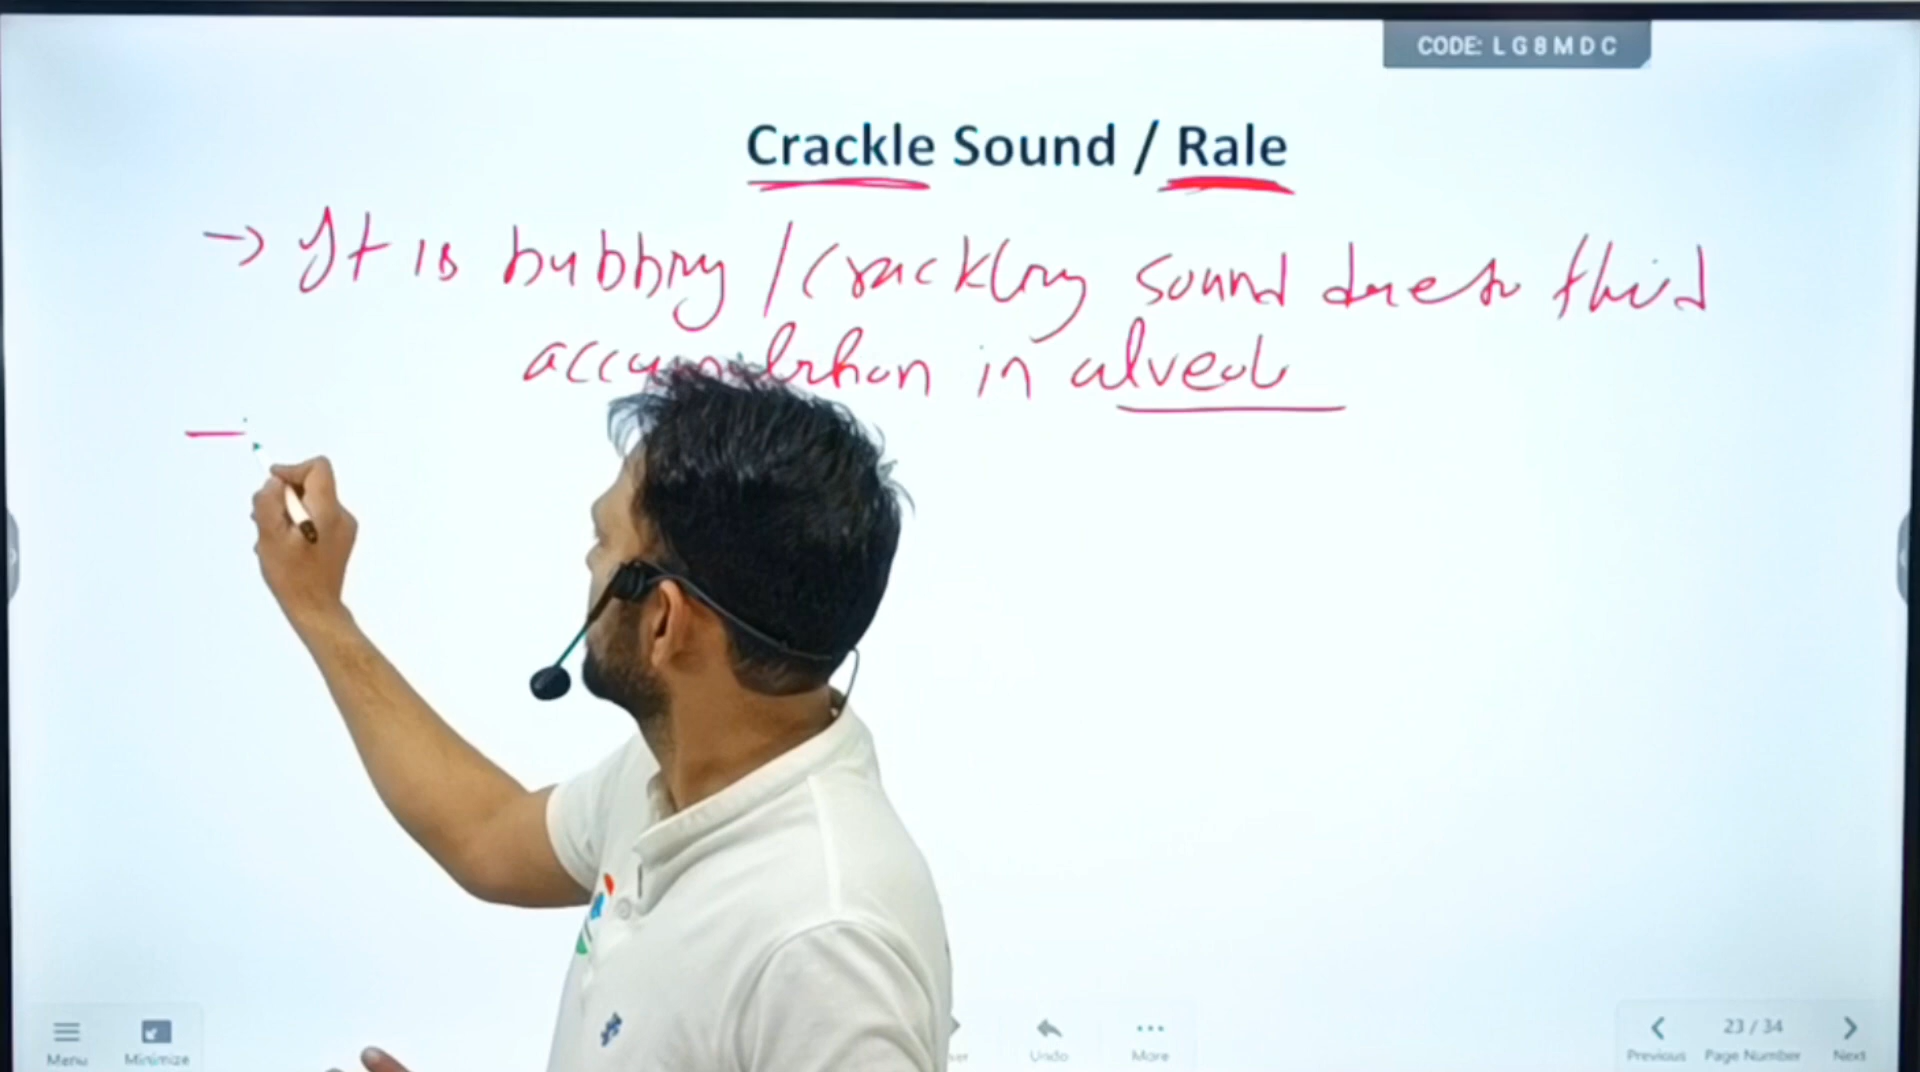 CODE: L G 8 M D C
Crackle Sound / Rale
→ It is bubbng / Crackling sound due to fluid
accumulation in alveoli
Menu
Minimize
Undo
More
23 / 34
Previous
Page Number
Next